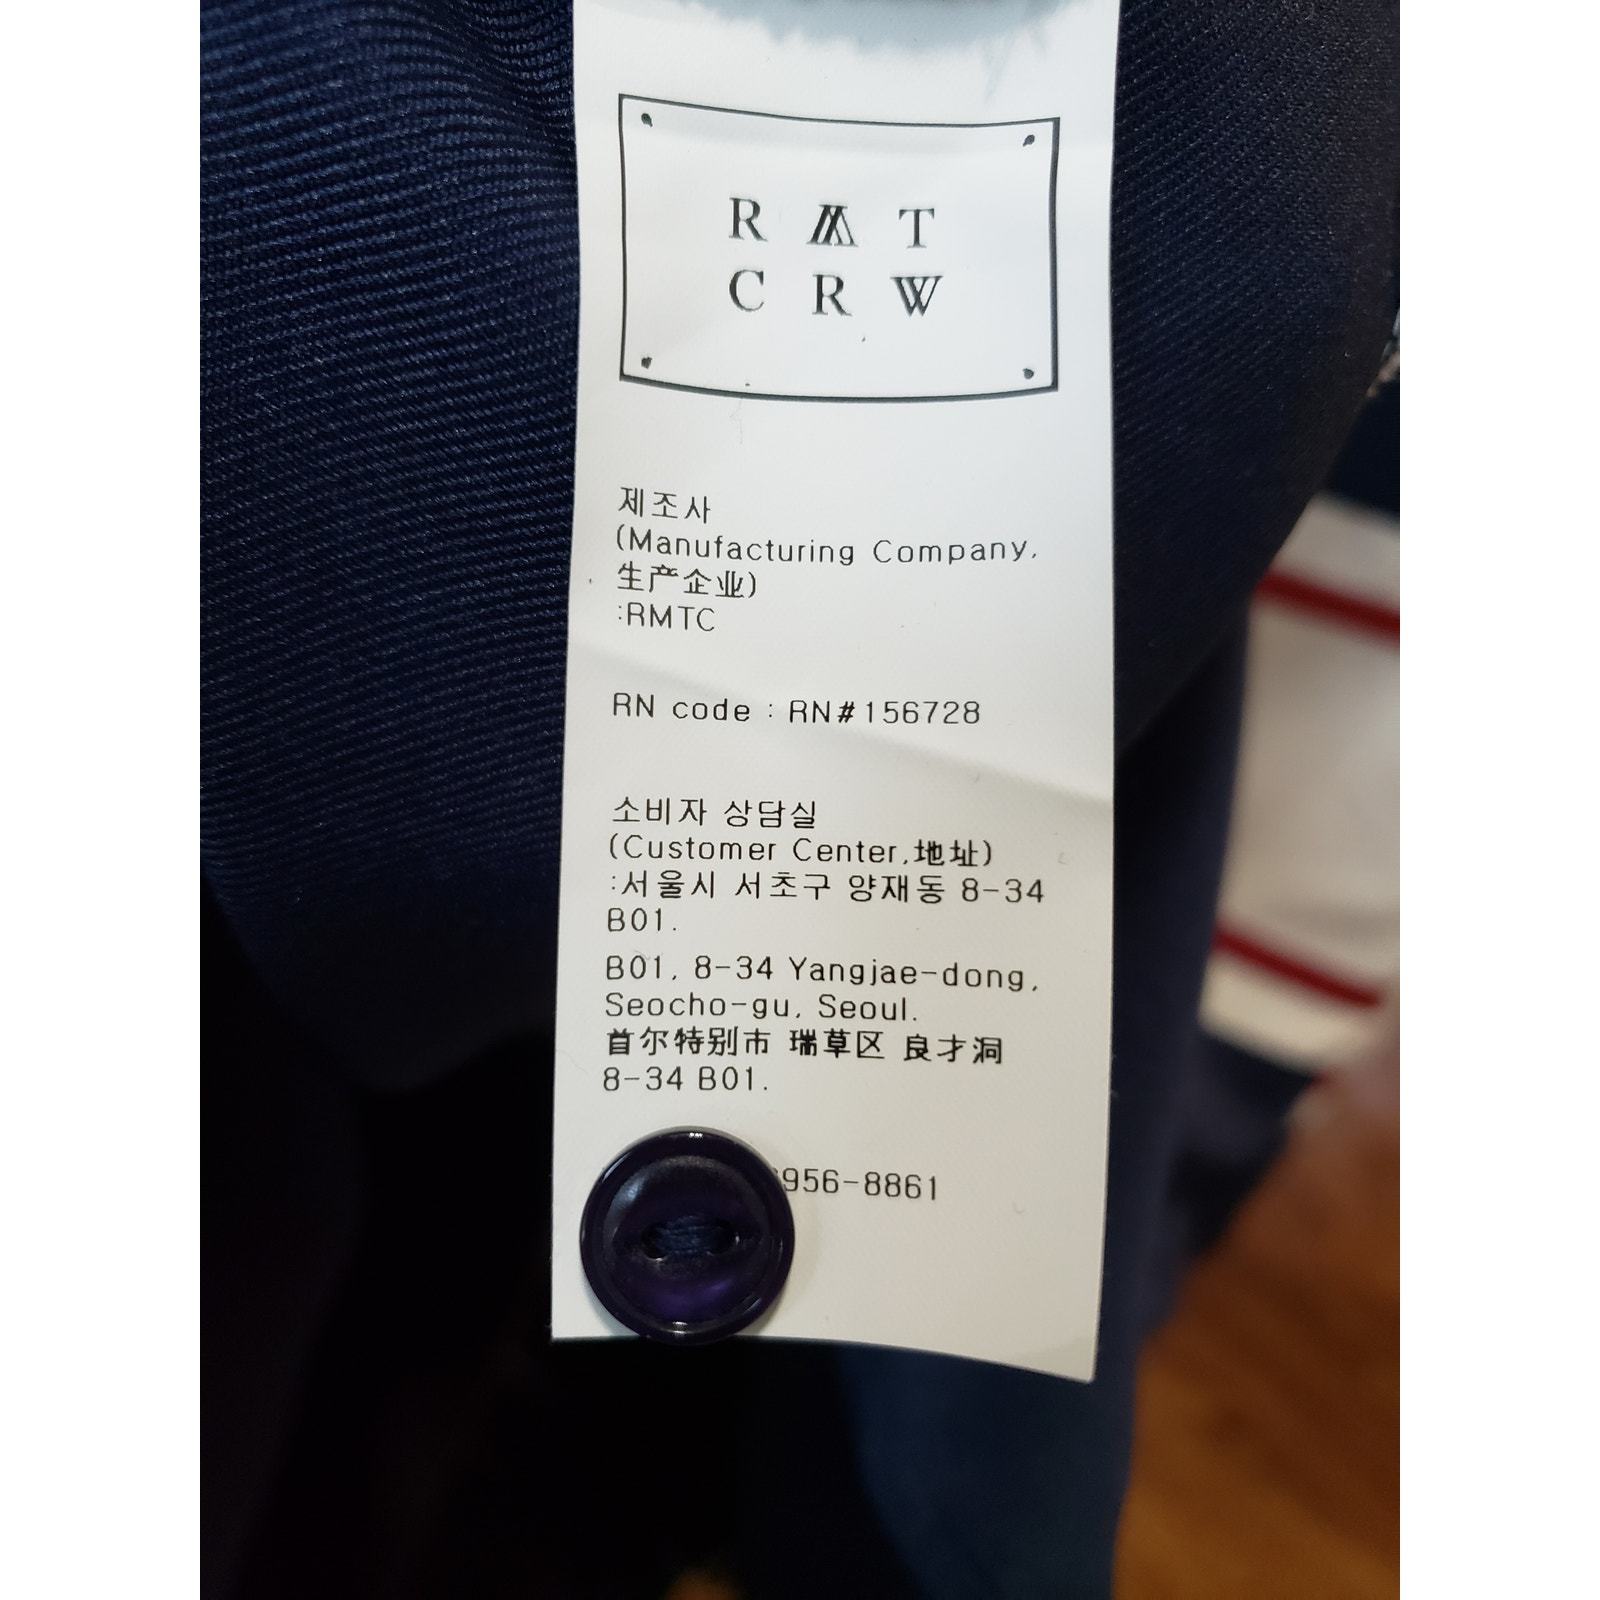 R M T
C R W
제조사
(Manufacturing Company,
生产企业)
:RMTC
RN code : RN#156728
소비자 상담실
(Customer Center,地址)
:서울시 서초구 양재동 8-34
B01.
B01, 8-34 Yangjae-dong,
Seocho-gu, Seoul.
首尔特别市 瑞草区 良才洞
8-34 B01.
956-8861